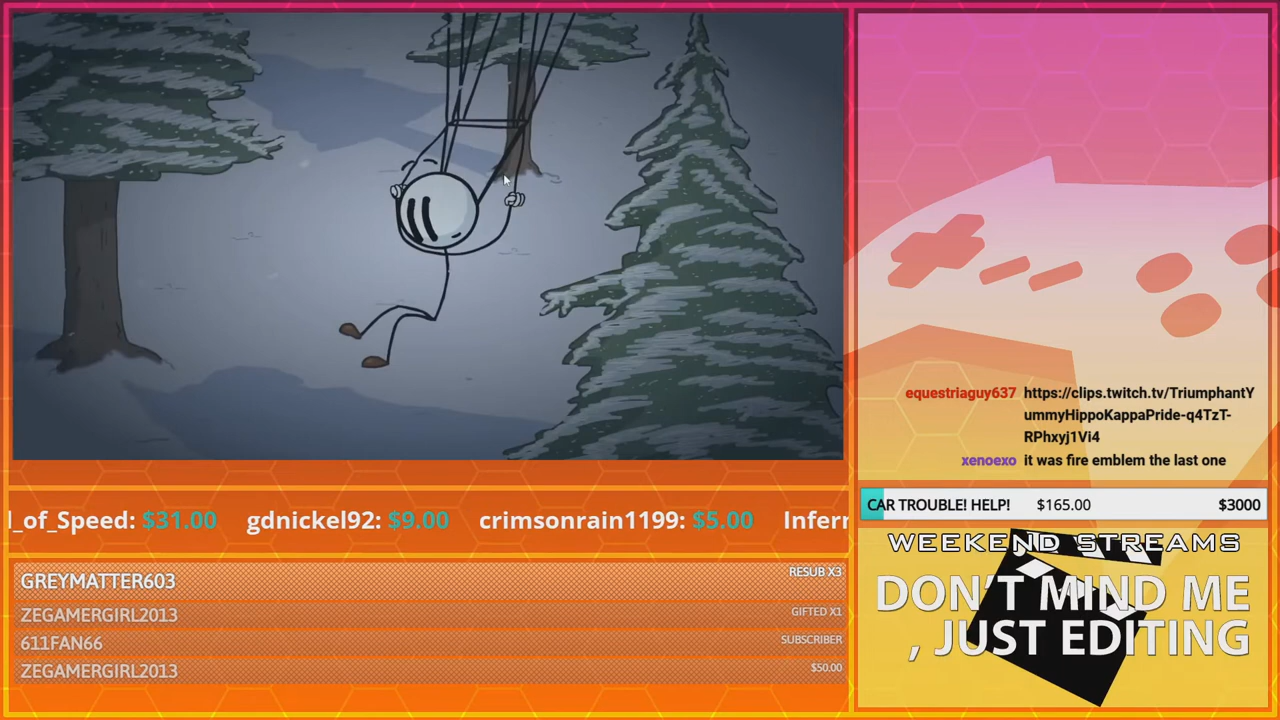 equestriaguy637 https://clips.twitch.tv/TriumphantY
ummyHippoKappaPride-q4TzT-
RPhxyj1Vi4
xenoexo it was fire emblem the last one
CAR TROUBLE! HELP! $165.00 $3000
l_of_Speed: $31.00 gdnickel92: $9.00 crimsonrain1199: $5.00 Inferr
GREYMATTER603 RESUB X3
ZEGAMERGIRL2013 GIFTED X1
611FAN66 SUBSCRIBER
ZEGAMERGIRL2013 $50.00
WEEKEND STREAMS
DON'T MIND ME
, JUST EDITING